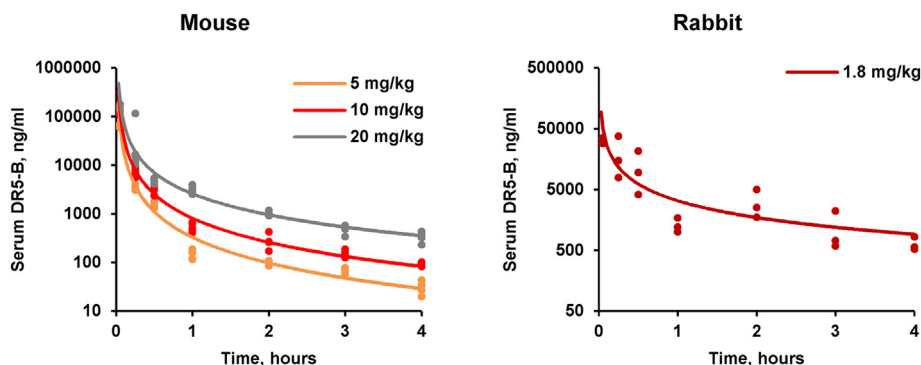 Mouse
Serum DR5-B, ng/ml
1000000
100000
10000
1000
100
10
0
1
2
3
4
Time, hours
5 mg/kg
10 mg/kg
20 mg/kg
Rabbit
Serum DR5-B, ng/ml
500000
50000
5000
500
50
0
1
2
3
4
Time, hours
1.8 mg/kg